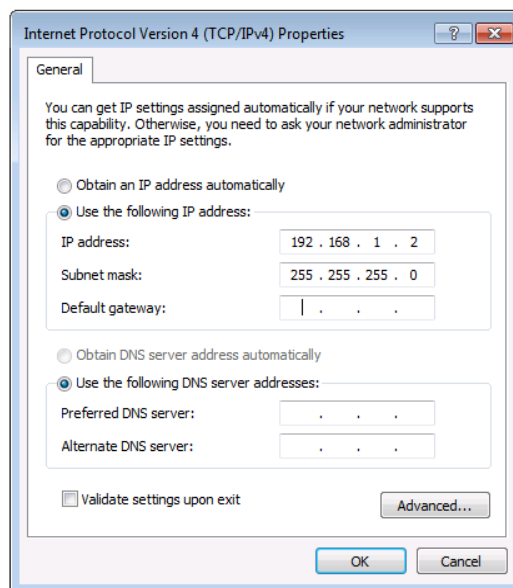 Internet Protocol Version 4 (TCP/IPv4) Properties
?
General
You can get IP settings assigned automatically if your network supports
this capability. Otherwise, you need to ask your network administrator
for the appropriate IP settings.
Obtain an IP address automatically
Use the following IP address:
IP address: 192 . 168 . 1 . 2
Subnet mask: 255 . 255 . 255 . 0
Default gateway: . . .
Obtain DNS server address automatically
Use the following DNS server addresses:
Preferred DNS server: . . .
Alternate DNS server: . . .
Validate settings upon exit
Advanced...
OK Cancel